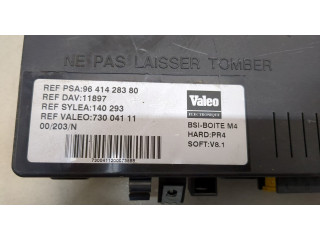 NE PAS LAISSER TOMBER
REF PSA:96 414 283 80
REF DAV:11897
REF SYLEA:140 293
REF VALEO:730 041 11
00/203/N
Valeo
ELECTRONIQUE
BSI-BOITE M4
HARD:PR4
SOFT:V8.1